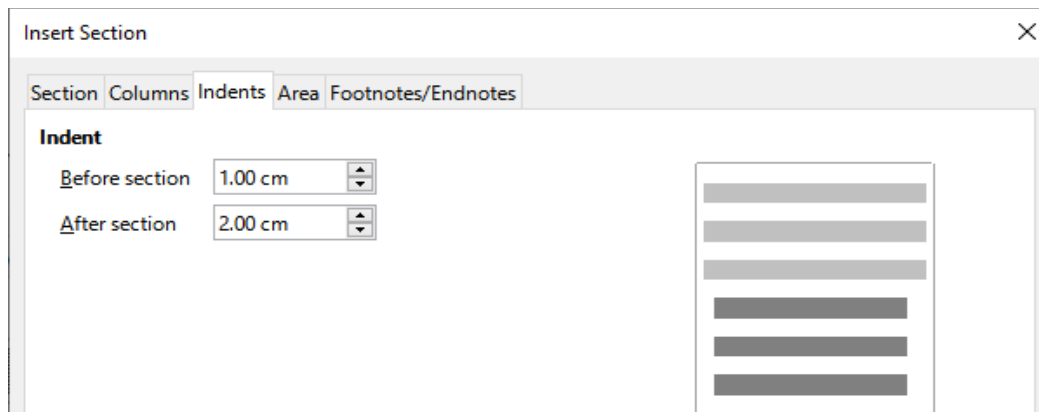 Insert Section
Section Columns Indents Area Footnotes/Endnotes
Indent
Before section 1.00 cm
After section 2.00 cm